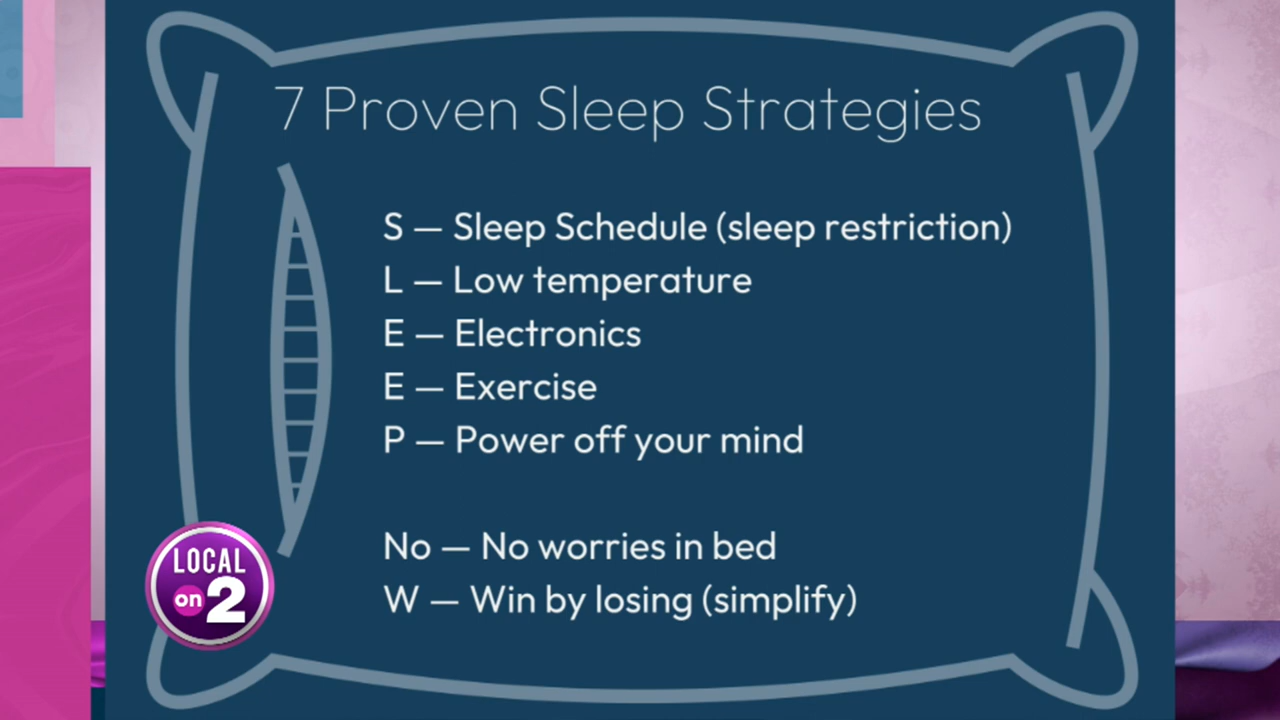 7 Proven Sleep Strategies
S — Sleep Schedule (sleep restriction)
L — Low temperature
E — Electronics
E — Exercise
P — Power off your mind
No — No worries in bed
W — Win by losing (simplify)
LOCAL
on 2